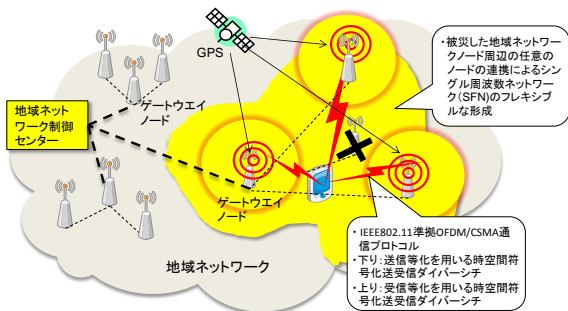 GPS
・被災した地域ネットワー
クノード周辺の任意の
ノードの連携によるシン
グル周波数ネットワー
ク(SFN)のフレキシブ
ルな形成
ゲートウエイ
ノード
地域ネット
ワーク制御
センター
ゲートウエイ
ノード
地域ネットワーク
・IEEE802.11準拠OFDM/CSMA通
信プロトコル
・下り:送信等化を用いる時空間符
号化送受信ダイバーシチ
・上り:受信等化を用いる時空間符
号化送受信ダイバーシチ